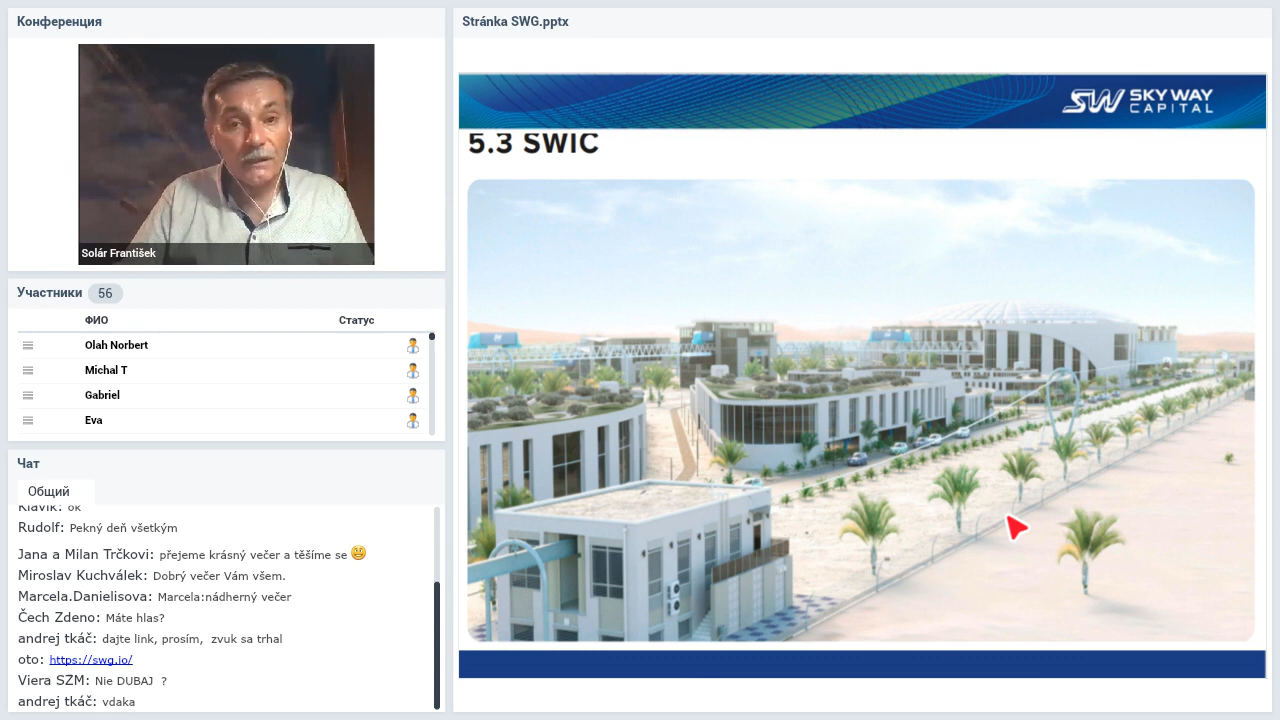 Конференция
Solár František
Участники 56
ФИО Статус
Olah Norbert
Michal T
Gabriel
Eva
Чат
Общий
Klavik: ok
Rudolf: Pekný deň všetkým
Jana a Milan Trčkovi: přejeme krásný večer a těšíme se
Miroslav Kuchválek: Dobrý večer Vám všem.
Marcela.Danielisova: Marcela:nádherný večer
Čech Zdeno: Máte hlas?
andrej tkáč: dajte link, prosím, zvuk sa trhal
oto: https://swg.io/
Viera SZM: Nie DUBAJ ?
andrej tkáč: vdaka
Stránka SWG.pptx
SW SKY WAY
CAPITAL
5.3 SWIC